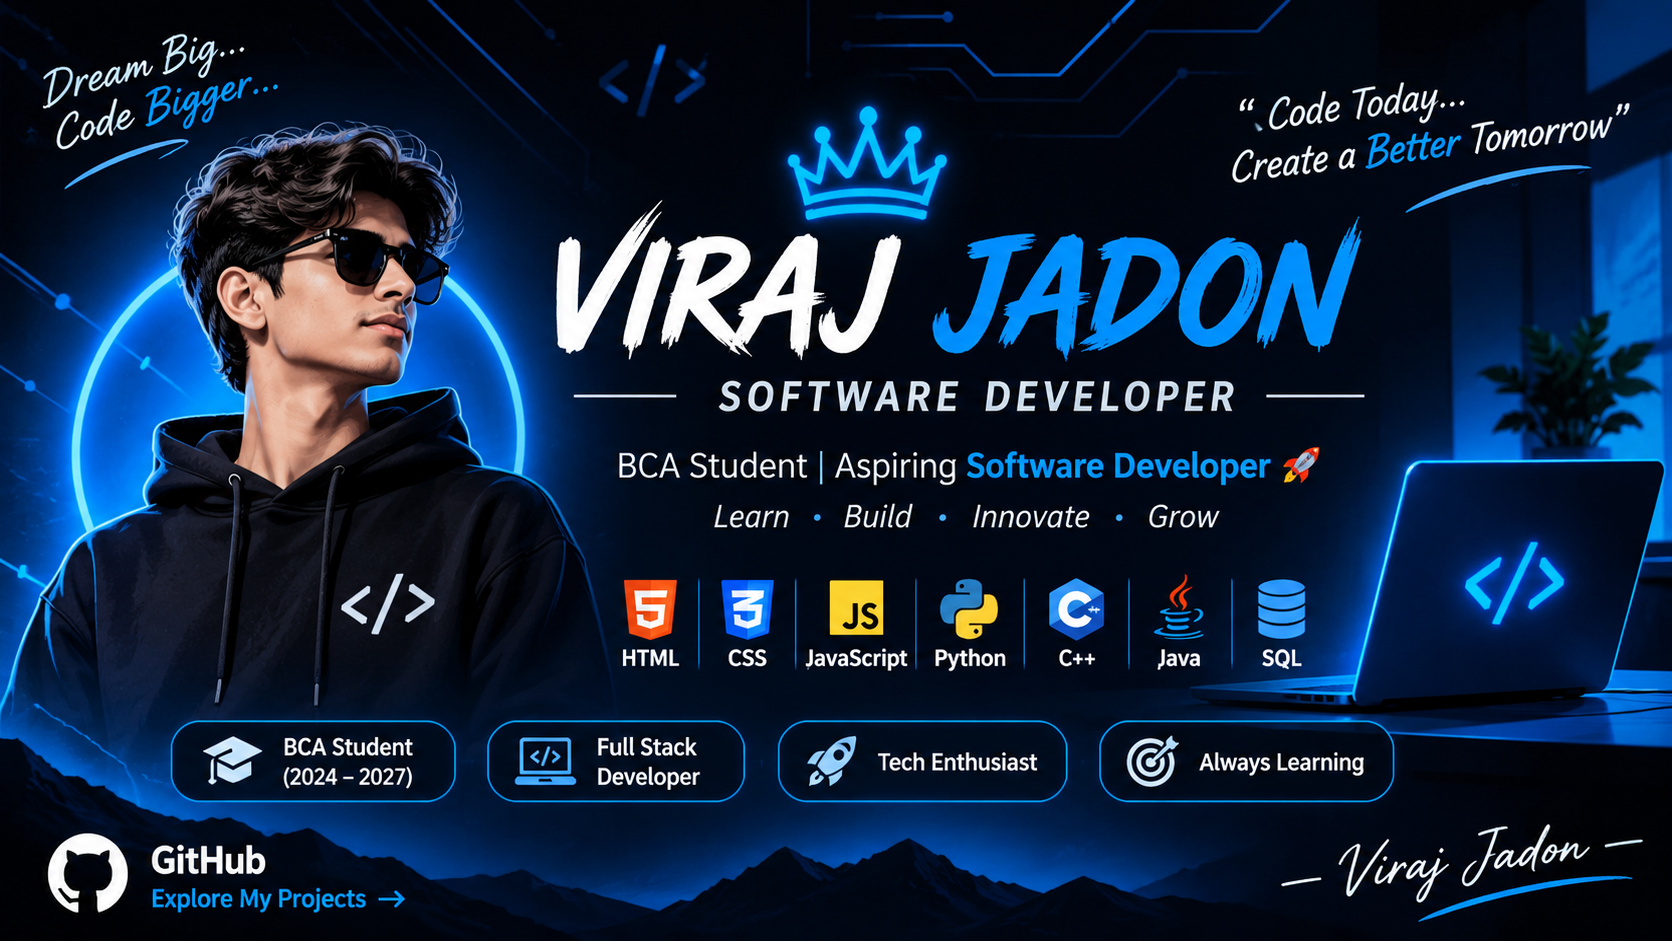 Dream Big...
Code Bigger...
“ Code Today...
Create a Better Tomorrow”
VIRAJ JADON
SOFTWARE DEVELOPER
BCA Student | Aspiring Software Developer 🚀
Learn • Build • Innovate • Grow
</>
</>
</>
5
3
JS
C++
HTML
CSS
JavaScript
Python
C++
Java
SQL
BCA Student
(2024 – 2027)
</>
Full Stack
Developer
Tech Enthusiast
Always Learning
GitHub
Explore My Projects →
— Viraj Jadon —